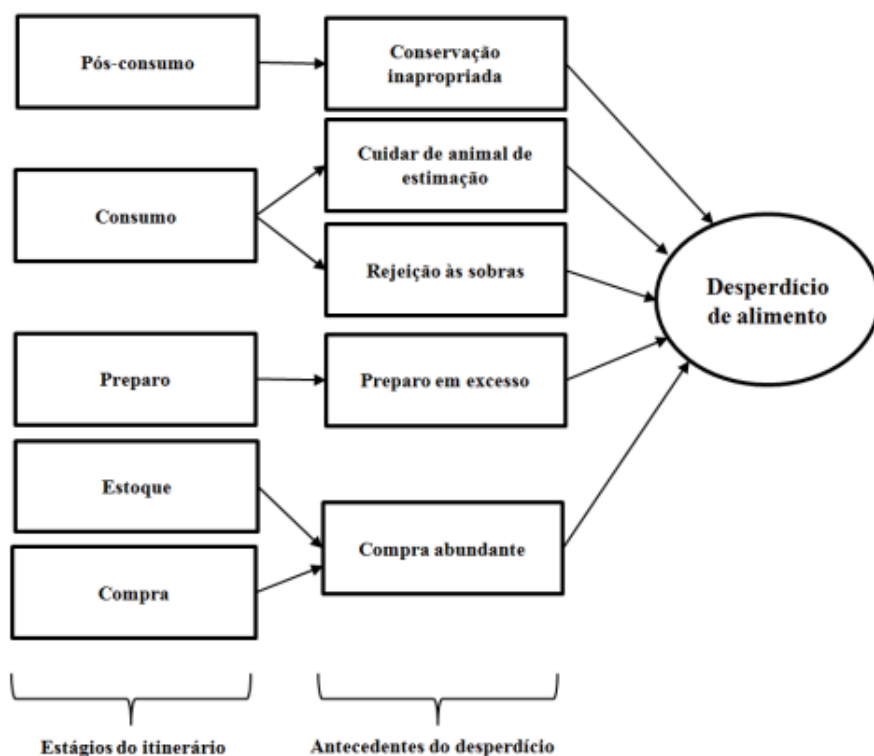 Pós-consumo
Conservação
inapropriada
Cuidar de animal de
estimação
Consumo
Rejeição às sobras
Desperdício
de alimento
Preparo
Preparo em excesso
Estoque
Compra abundante
Compra
Estágios do itinerário
Antecedentes do desperdício